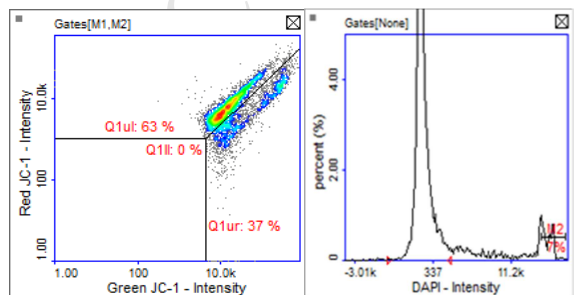 Gates[M1,M2]
Red JC-1 - Intensity
10.0k
100
1.00
Q1ul: 63 %
Q1ll: 0 %
Q1ur: 37 %
1.00 100 10.0k
Green JC-1 - Intensity
Gates[None]
percent (%)
4.00
2.00
0
7%
-3.01k 337 11.2k
DAPI - Intensity